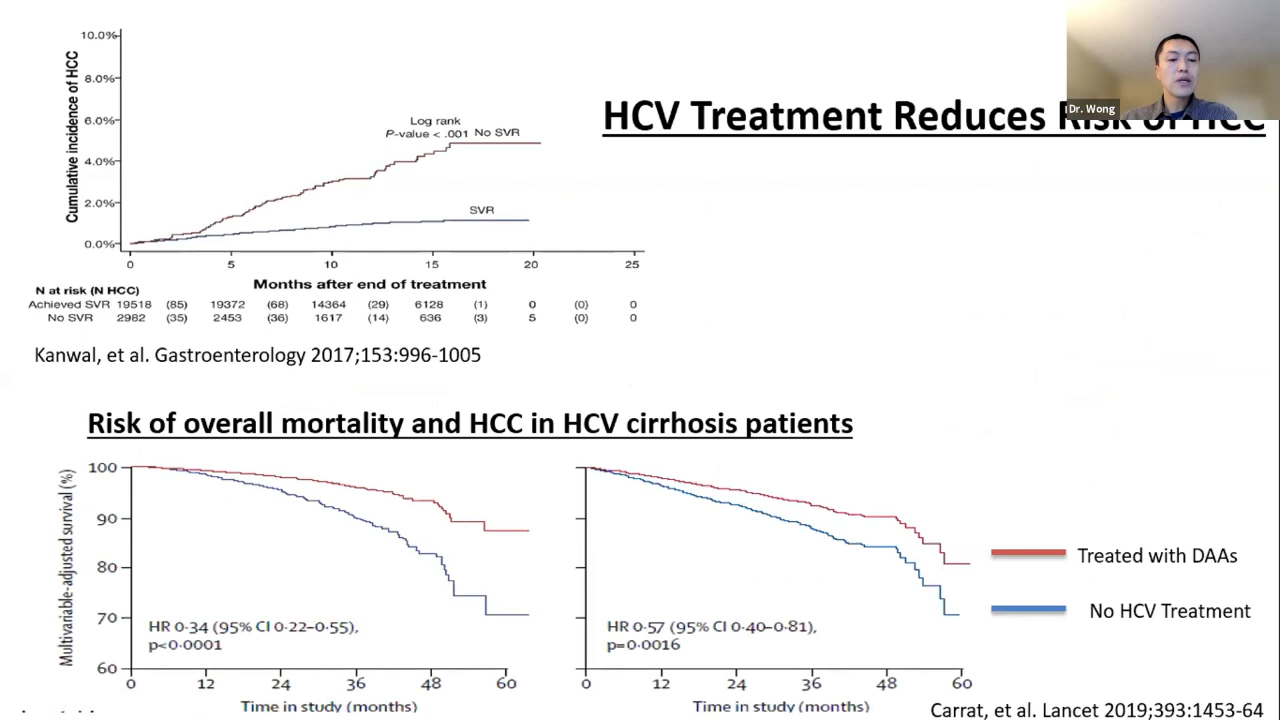 HCV Treatment Reduces Risk of HCC
Dr. Wong
Cumulative incidence of HCC
10.0%
8.0%
6.0%
4.0%
2.0%
0.0%
Log rank
P-value < .001 No SVR
SVR
0 5 10 15 20 25
Months after end of treatment
N at risk (N HCC)
Achieved SVR 19518 (85) 19372 (68) 14364 (29) 6128 (1) 0 (0) 0
No SVR 2982 (35) 2453 (36) 1617 (14) 636 (3) 5 (0) 0
Kanwal, et al. Gastroenterology 2017;153:996-1005
Risk of overall mortality and HCC in HCV cirrhosis patients
Multivariable-adjusted survival (%)
100
90
80
70
60
HR 0·34 (95% CI 0·22–0·55),
p<0·0001
0 12 24 36 48 60
Time in study (months)
HR 0·57 (95% CI 0·40–0·81),
p=0·0016
0 12 24 36 48 60
Time in study (months)
Treated with DAAs
No HCV Treatment
Carrat, et al. Lancet 2019;393:1453-64